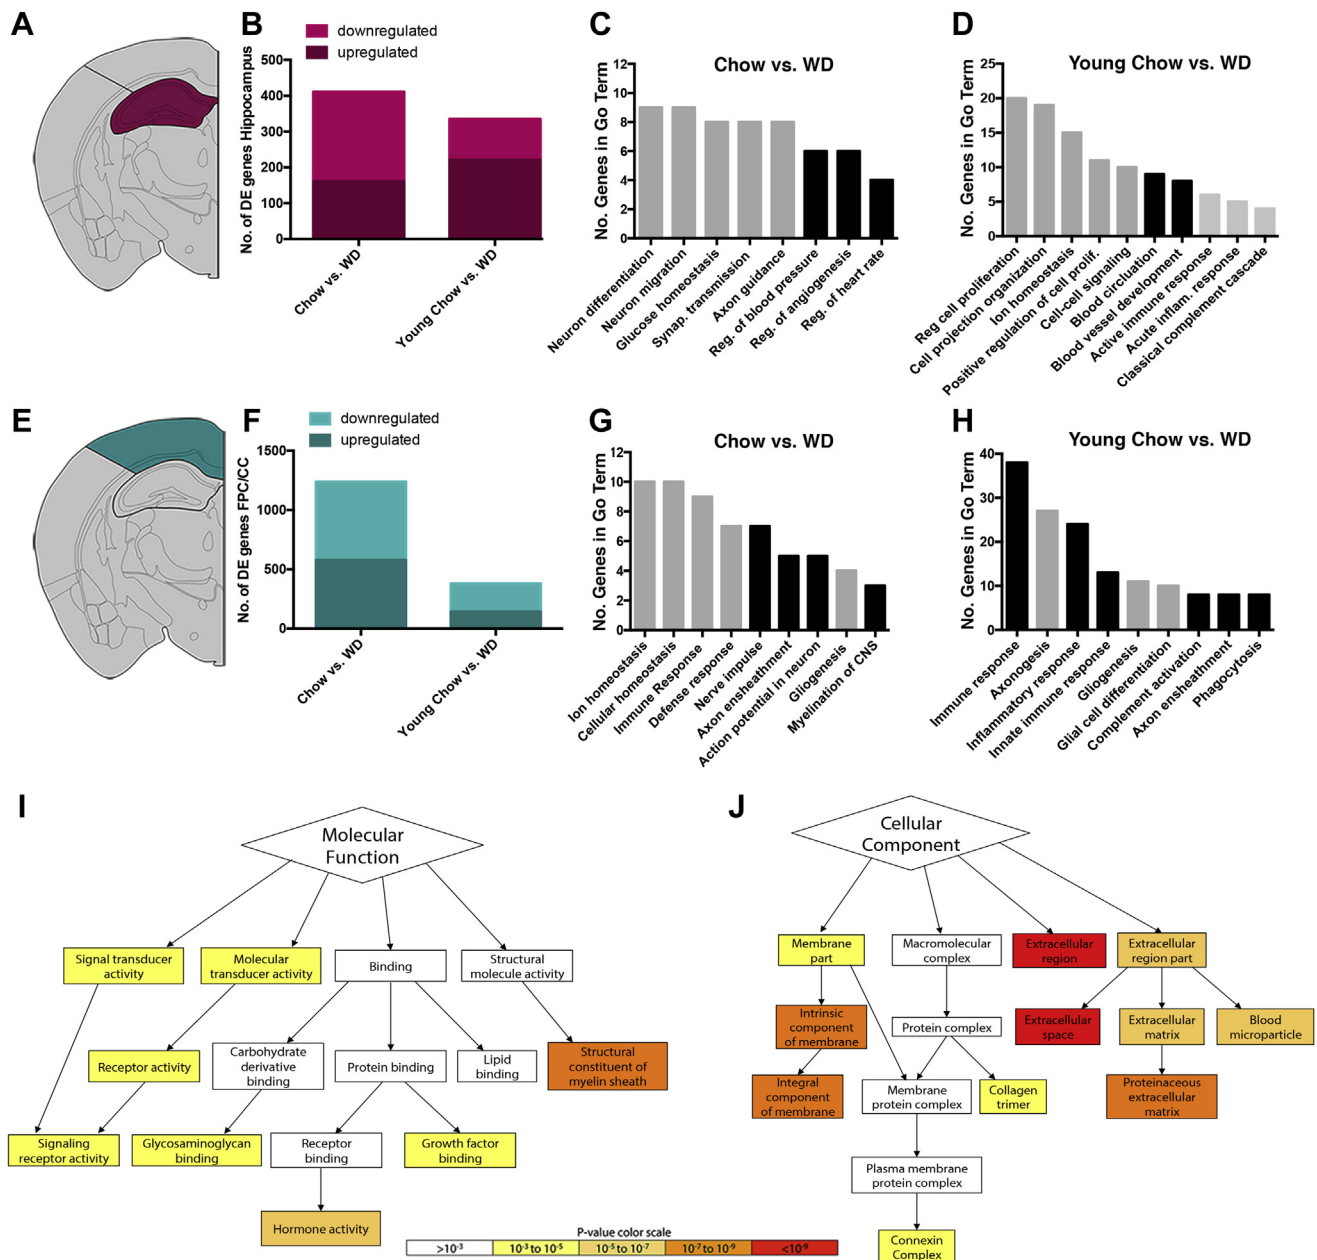 A
B
downregulated
upregulated
No. of DE genes Hippocampus
500
400
300
200
100
0
Chow vs. WD
Young Chow vs. WD
C
Chow vs. WD
No. Genes in Go Term
12
10
8
6
4
2
0
Neuron differentiation
Neuron migration
Glucose homeostasis
Synap. transmission
Axon guidance
Reg. of blood pressure
Reg. of angiogenesis
Reg. of heart rate
D
Young Chow vs. WD
No. Genes in Go Term
25
20
15
10
5
0
Reg cell proliferation
Cell projection organization
Ion homeostasis
Positive regulation of cell prolif.
Cell-cell signaling
Blood circluation
Blood vessel development
Active immune response
Acute inflam. response
Classical complement cascade
E
F
downregulated
upregulated
No. of DE genes FPC/CC
1500
1000
500
0
Chow vs. WD
Young Chow vs. WD
G
Chow vs. WD
No. Genes in Go Term
12
10
8
6
4
2
0
Ion homeostasis
Cellular homeostasis
Immune Response
Defense response
Nerve impulse
Axon ensheathment
Action potential in neuron
Gliogenesis
Myelination of CNS
H
Young Chow vs. WD
No. Genes in Go Term
40
30
20
10
0
Immune response
Axonogesis
Inflammatory response
Innate immune response
Gliogenesis
Glial cell differentiation
Complement activation
Axon ensheathment
Phagocytosis
I
Molecular
Function
Signal transducer
activity
Molecular
transducer activity
Binding
Structural
molecule activity
Receptor activity
Carbohydrate
derivative
binding
Protein binding
Lipid
binding
Structural
constituent of
myelin sheath
Signaling
receptor activity
Glycosaminoglycan
binding
Receptor
binding
Growth factor
binding
Hormone activity
J
Cellular
Component
Membrane
part
Macromolecular
complex
Extracellular
region
Extracellular
region part
Intrinsic
component
of membrane
Protein complex
Extracellular
space
Extracellular
matrix
Blood
microparticle
Integral
component
of membrane
Membrane
protein complex
Collagen
trimer
Proteinaceous
extracellular
matrix
Plasma membrane
protein complex
Connexin
Complex
P-value color scale
>10⁻³
10⁻³ to 10⁻⁵
10⁻⁵ to 10⁻⁷
10⁻⁷ to 10⁻⁹
<10⁻⁹